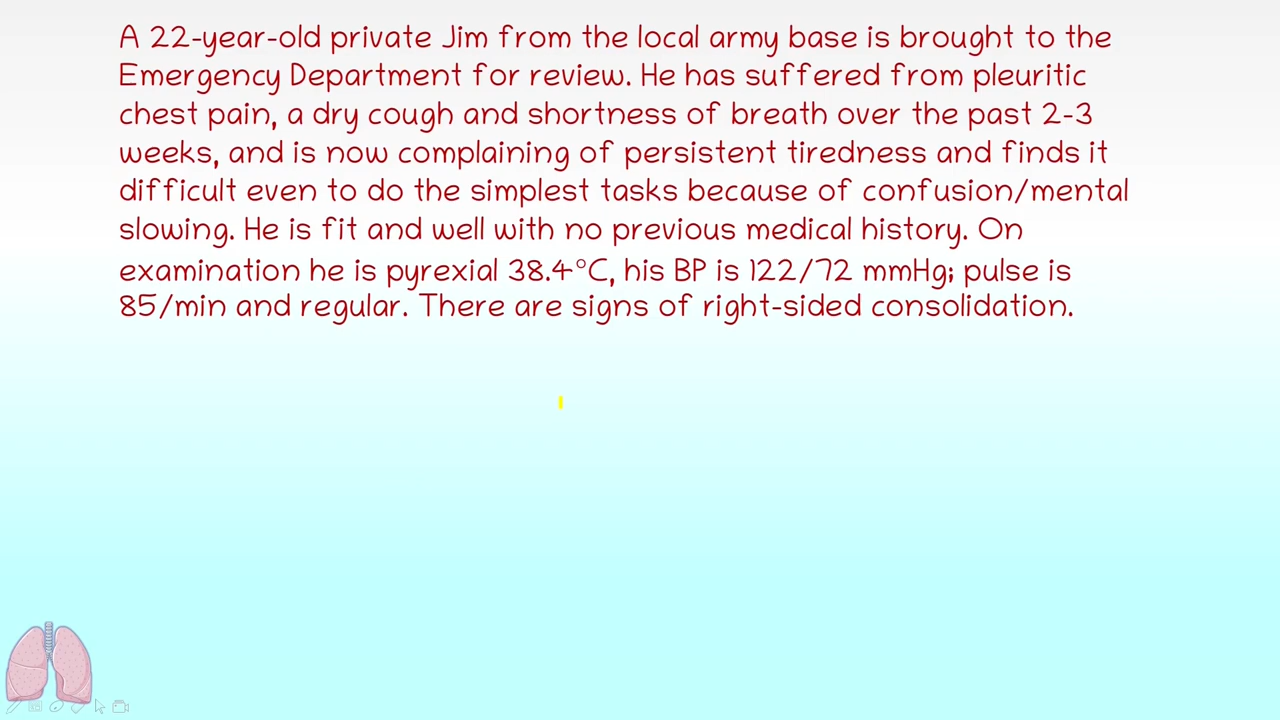 A 22-year-old private Jim from the local army base is brought to the
Emergency Department for review. He has suffered from pleuritic
chest pain, a dry cough and shortness of breath over the past 2-3
weeks, and is now complaining of persistent tiredness and finds it
difficult even to do the simplest tasks because of confusion/mental
slowing. He is fit and well with no previous medical history. On
examination he is pyrexial 38.4°C, his BP is 122/72 mmHg; pulse is
85/min and regular. There are signs of right-sided consolidation.